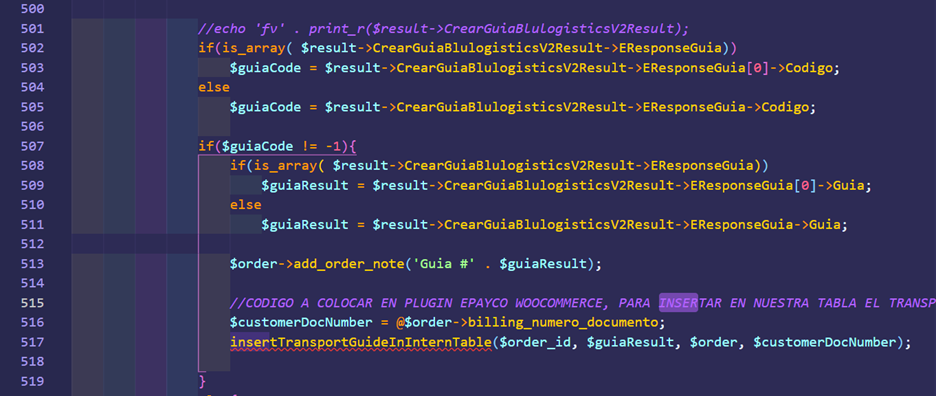 500
501 //echo 'fv' . print_r($result->CrearGuiaBlulogisticsV2Result);
502 if(is_array( $result->CrearGuiaBlulogisticsV2Result->EResponseGuia))
503 $guiaCode = $result->CrearGuiaBlulogisticsV2Result->EResponseGuia[0]->Codigo;
504 else
505 $guiaCode = $result->CrearGuiaBlulogisticsV2Result->EResponseGuia->Codigo;
506
507 if($guiaCode != -1){
508 if(is_array( $result->CrearGuiaBlulogisticsV2Result->EResponseGuia))
509 $guiaResult = $result->CrearGuiaBlulogisticsV2Result->EResponseGuia[0]->Guia;
510 else
511 $guiaResult = $result->CrearGuiaBlulogisticsV2Result->EResponseGuia->Guia;
512
513 $order->add_order_note('Guia #' . $guiaResult);
514
515 //CODIGO A COLOCAR EN PLUGIN EPAYCO WOOCOMMERCE, PARA INSERTAR EN NUESTRA TABLA EL TRANSP
516 $customerDocNumber = @$order->billing_numero_documento;
517 insertTransportGuideInInternTable($order_id, $guiaResult, $order, $customerDocNumber);
518
519 }